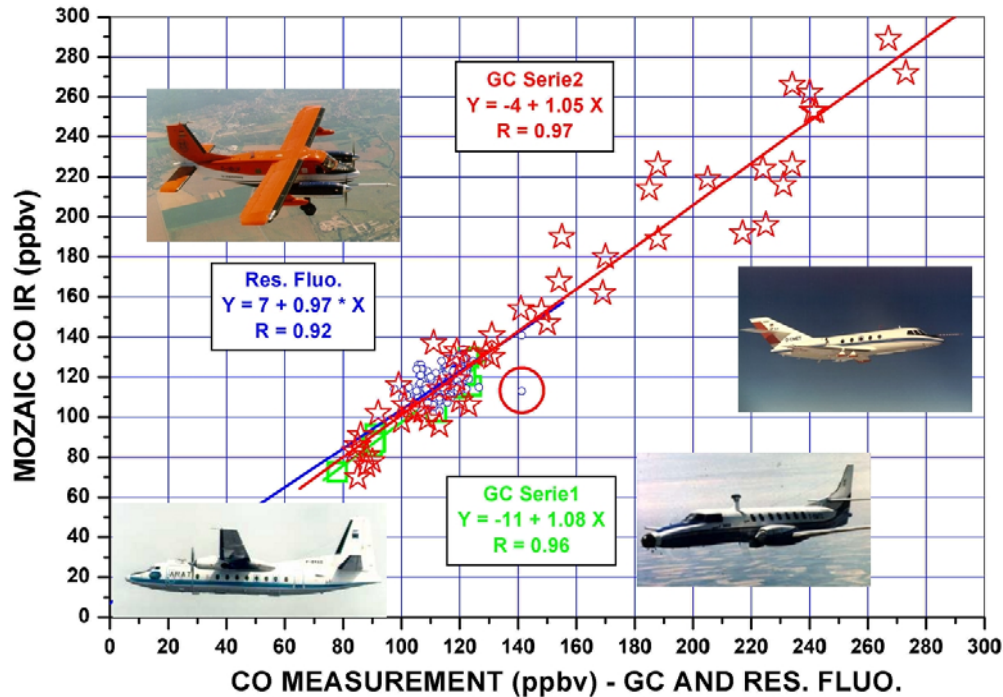 MOZAIC CO IR (ppbv)
300
280
260
240
220
200
180
160
140
120
100
80
60
40
20
0
GC Serie2
Y = -4 + 1.05 X
R = 0.97
Res. Fluo.
Y = 7 + 0.97 * X
R = 0.92
GC Serie1
Y = -11 + 1.08 X
R = 0.96
0 20 40 60 80 100 120 140 160 180 200 220 240 260 280 300
CO MEASUREMENT (ppbv) - GC AND RES. FLUO.